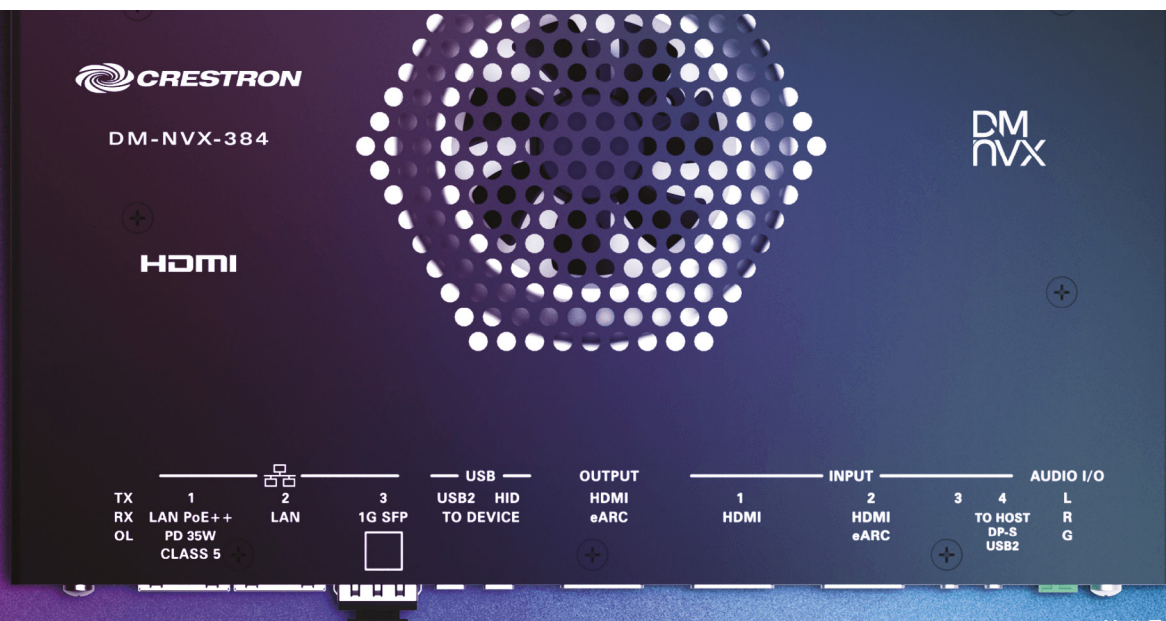 CRESTRON
DM-NVX-384
DM
NVX
HDMI
USB OUTPUT INPUT AUDIO I/O
TX 1 2 3 USB2 HID HDMI 1 2 3 4 L
RX LAN PoE++ LAN 1G SFP TO DEVICE eARC HDMI HDMI TO HOST R
OL PD 35W eARC DP-S G
CLASS 5 USB2